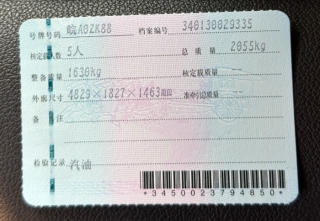 号牌号码 皖A0ZK88 档案编号 340130029335
核定载人数 5人 总质量 2055kg
整备质量 1630kg 核定载质量
外廓尺寸 4829×1827×1463mm 准牵引总质量
备注
检验记录 汽油
*3450023794850*